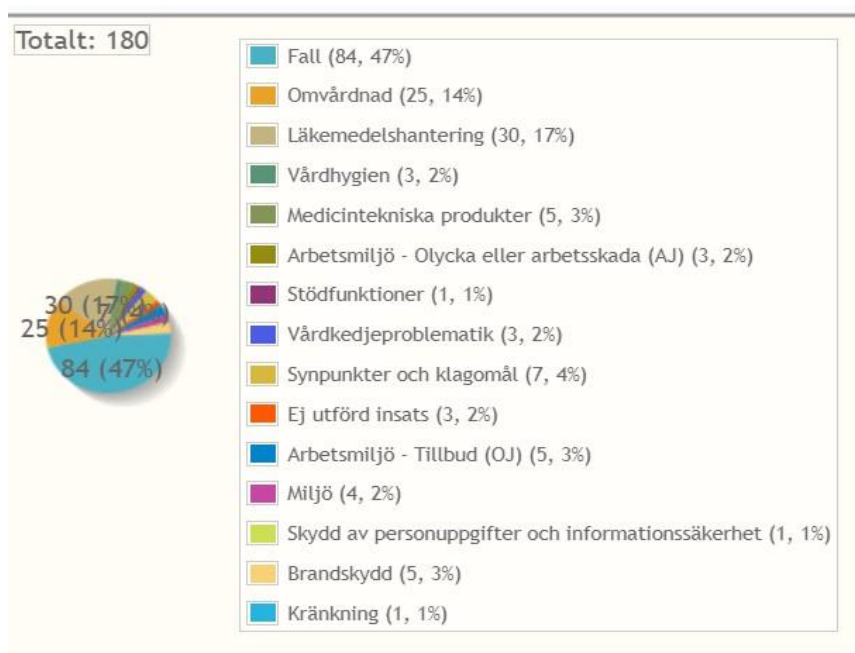 Totalt: 180
Fall (84, 47%)
Omvårdnad (25, 14%)
Läkemedelshantering (30, 17%)
Vårdhygien (3, 2%)
Medicintekniska produkter (5, 3%)
Arbetsmiljö - Olycka eller arbetsskada (AJ) (3, 2%)
Stödfunktioner (1, 1%)
Vårdkedjeproblematik (3, 2%)
Synpunkter och klagomål (7, 4%)
Ej utförd insats (3, 2%)
Arbetsmiljö - Tillbud (OJ) (5, 3%)
Miljö (4, 2%)
Skydd av personuppgifter och informationssäkerhet (1, 1%)
Brandskydd (5, 3%)
Kränkning (1, 1%)
30 (17%)
25 (14%)
84 (47%)